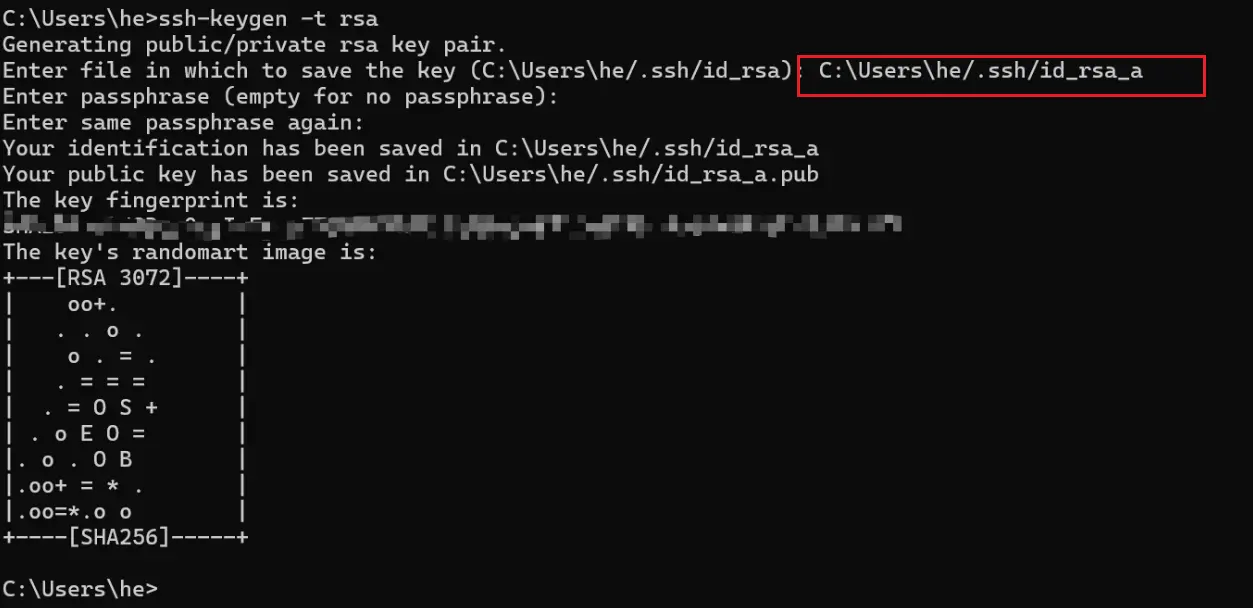 C:\Users\he>ssh-keygen -t rsa
Generating public/private rsa key pair.
Enter file in which to save the key (C:\Users\he/.ssh/id_rsa): C:\Users\he/.ssh/id_rsa_a
Enter passphrase (empty for no passphrase):
Enter same passphrase again:
Your identification has been saved in C:\Users\he/.ssh/id_rsa_a
Your public key has been saved in C:\Users\he/.ssh/id_rsa_a.pub
The key fingerprint is:
The key's randomart image is:
+---[RSA 3072]----+
|    oo+.         |
|   . . o .       |
|    o . = .      |
|   . = = =       |
|  . = O S +      |
| . o E O =       |
|. o . O B        |
|.oo+ = * .       |
|.oo=*.o o        |
+----[SHA256]-----+
C:\Users\he>